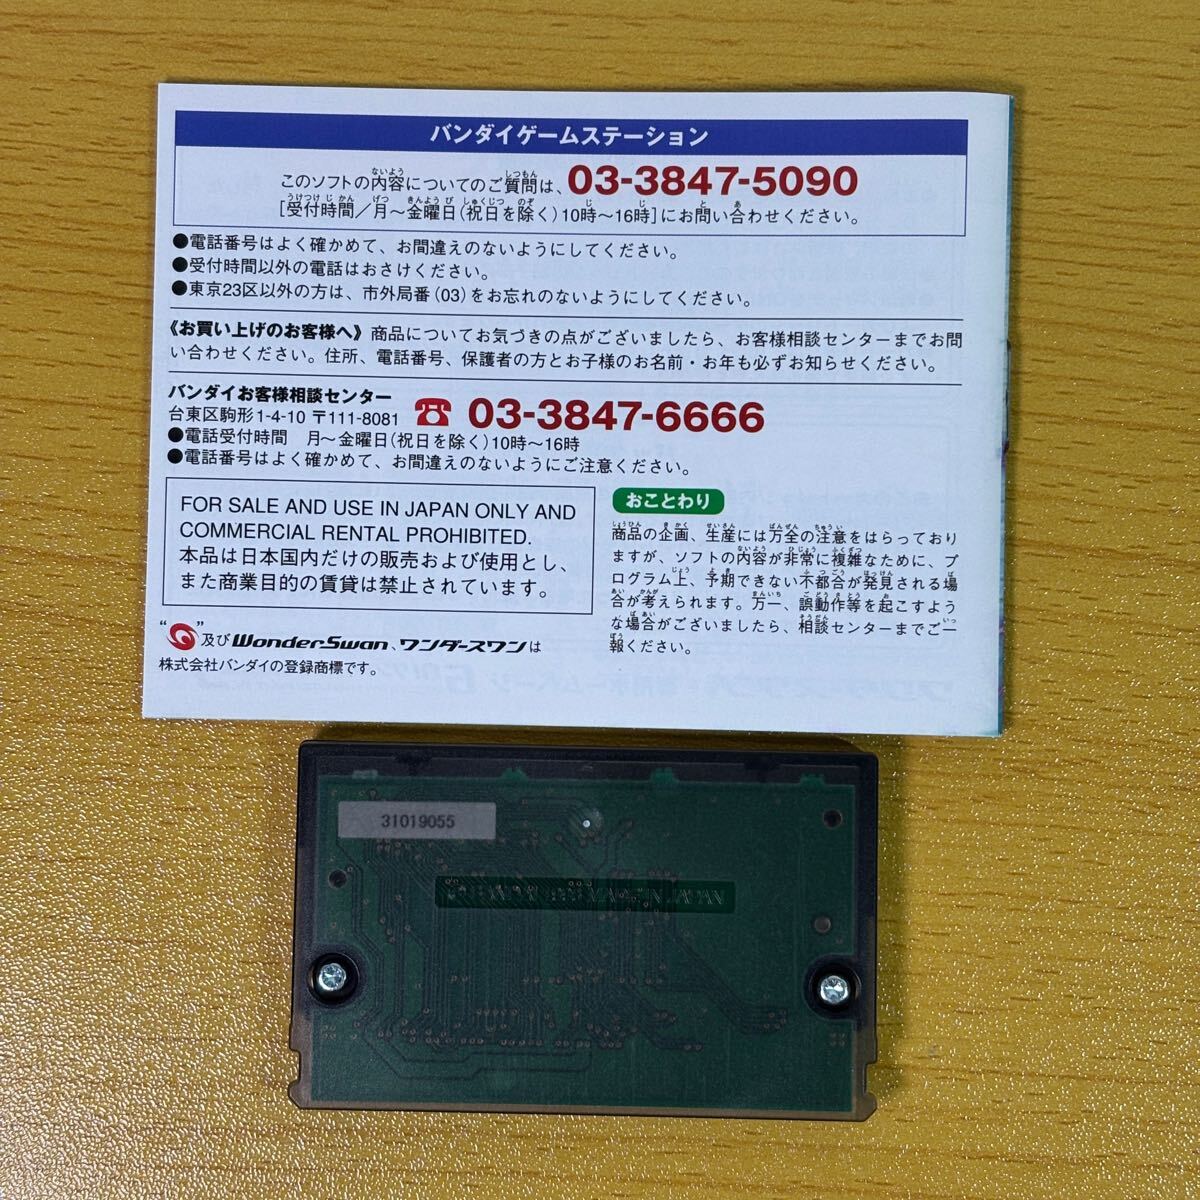 バンダイゲームステーション
このソフトの内容についてのご質問は、03-3847-5090
[受付時間/月～金曜日(祝日を除く)10時～16時]にお問い合わせください。
●電話番号はよく確かめて、お間違えのないようにしてください。
●受付時間以外の電話はおさけください。
●東京23区以外の方は、市外局番(03)をお忘れのないようにしてください。
《お買い上げのお客様へ》商品についてお気づきの点がございましたら、お客様相談センターまでお問
い合わせください。住所、電話番号、保護者の方とお子様のお名前・お年も必ずお知らせください。
バンダイお客様相談センター
台東区駒形1-4-10 〒111-8081 ☎ 03-3847-6666
●電話受付時間　月～金曜日(祝日を除く)10時～16時
●電話番号はよく確かめて、お間違えのないようにご注意ください。
FOR SALE AND USE IN JAPAN ONLY AND
COMMERCIAL RENTAL PROHIBITED.
本品は日本国内だけの販売および使用とし、
また商業目的の賃貸は禁止されています。
“ ”及び WonderSwan、ワンダースワン は
株式会社バンダイの登録商標です。
おことわり
商品の企画、生産には万全の注意をはらっており
ますが、ソフトの内容が非常に複雑なために、プ
ログラム上、予期できない不都合が発見される場
合が考えられます。万一、誤動作等を起こすよう
な場合がございましたら、相談センターまでご一
報ください。
31019055
MADE IN JAPAN